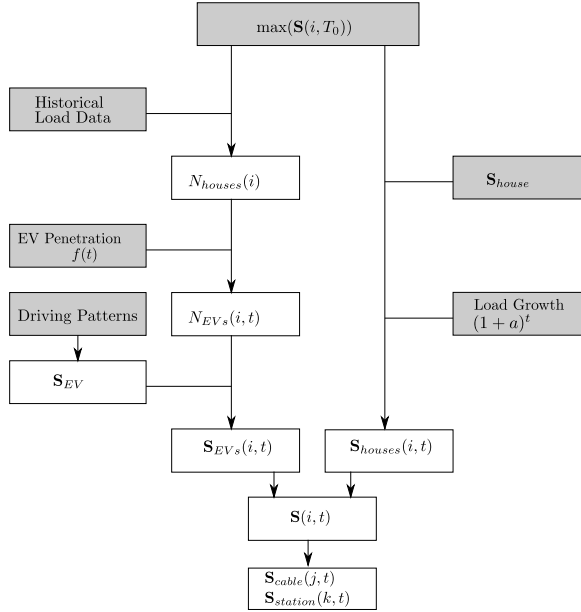 max(𝐒(i, T₀))
Historical
Load Data
N_houses(i)
𝐒_house
EV Penetration
f(t)
Driving Patterns
N_EVs(i, t)
Load Growth
(1 + a)^t
𝐒_EV
𝐒_EVs(i, t)
𝐒_houses(i, t)
𝐒(i, t)
𝐒_cable(j, t)
𝐒_station(k, t)